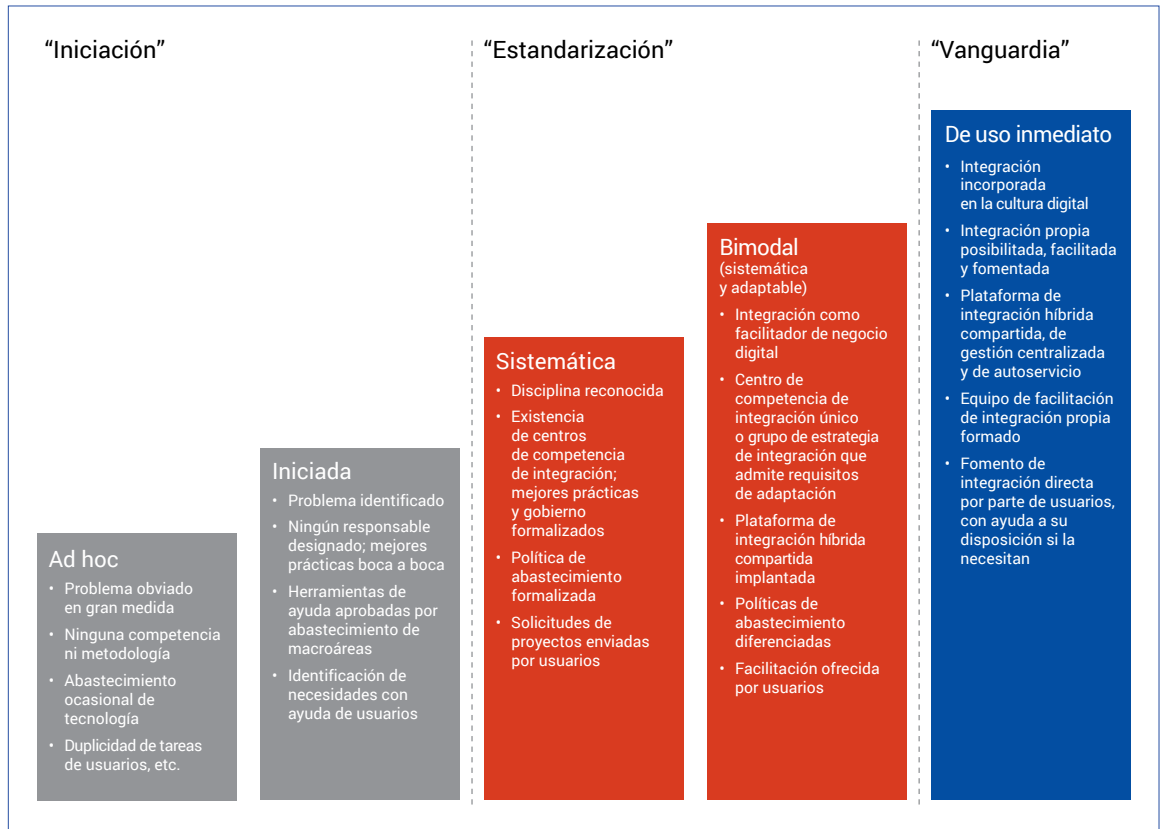 “Iniciación”
“Estandarización”
“Vanguardia”
Ad hoc
• Problema obviado
en gran medida
• Ninguna competencia
ni metodología
• Abastecimiento
ocasional de
tecnología
• Duplicidad de tareas
de usuarios, etc.
Iniciada
• Problema identificado
• Ningún responsable
designado; mejores
prácticas boca a boca
• Herramientas de
ayuda aprobadas por
abastecimiento de
macroáreas
• Identificación de
necesidades con
ayuda de usuarios
Sistemática
• Disciplina reconocida
• Existencia
de centros
de competencia
de integración;
mejores prácticas
y gobierno
formalizados
• Política de
abastecimiento
formalizada
• Solicitudes de
proyectos enviadas
por usuarios
Bimodal
(sistemática
y adaptable)
• Integración como
facilitador de negocio
digital
• Centro de
competencia de
integración único
o grupo de estrategia
de integración que
admite requisitos
de adaptación
• Plataforma de
integración híbrida
compartida
implantada
• Políticas de
abastecimiento
diferenciadas
• Facilitación ofrecida
por usuarios
De uso inmediato
• Integración
incorporada
en la cultura digital
• Integración propia
posibilitada, facilitada
y fomentada
• Plataforma de
integración híbrida
compartida, de
gestión centralizada
y de autoservicio
• Equipo de facilitación
de integración propia
formado
• Fomento de
integración directa
por parte de usuarios,
con ayuda a su
disposición si la
necesitan